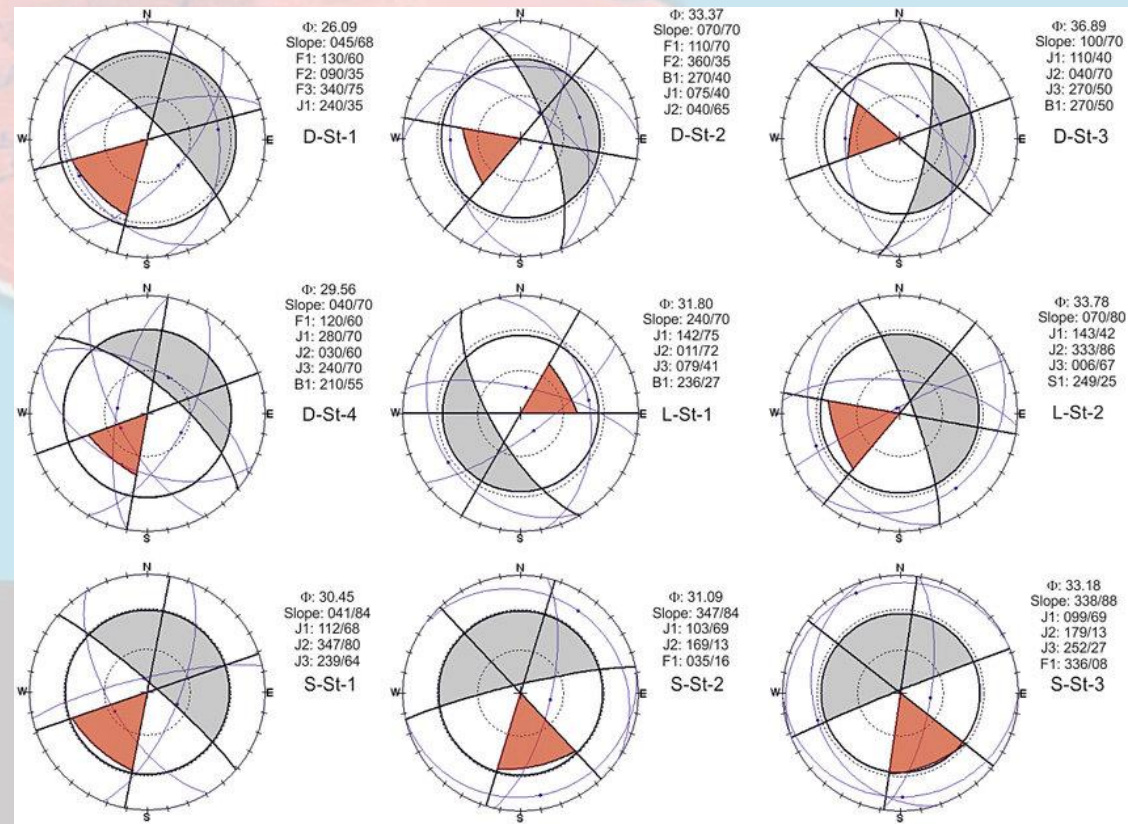 N
W
E
S
Φ: 26.09
Slope: 045/68
F1: 130/60
F2: 090/35
F3: 340/75
J1: 240/35
D-St-1
N
W
E
S
Φ: 33.37
Slope: 070/70
F1: 110/70
F2: 360/35
B1: 270/40
J1: 075/40
J2: 040/65
D-St-2
N
W
E
S
Φ: 36.89
Slope: 100/70
J1: 110/40
J2: 040/70
J3: 270/50
B1: 270/50
D-St-3
N
W
E
S
Φ: 29.56
Slope: 040/70
F1: 120/60
J1: 280/70
J2: 030/60
J3: 240/70
B1: 210/55
D-St-4
N
W
E
S
Φ: 31.80
Slope: 240/70
J1: 142/75
J2: 011/72
J3: 079/41
B1: 236/27
L-St-1
N
W
E
S
Φ: 33.78
Slope: 070/80
J1: 143/42
J2: 333/86
J3: 006/67
S1: 249/25
L-St-2
N
W
E
S
Φ: 30.45
Slope: 041/84
J1: 112/68
J2: 347/80
J3: 239/64
S-St-1
N
W
E
S
Φ: 31.09
Slope: 347/84
J1: 103/69
J2: 169/13
F1: 035/16
S-St-2
N
W
E
S
Φ: 33.18
Slope: 338/88
J1: 099/69
J2: 179/13
J3: 252/27
F1: 336/08
S-St-3